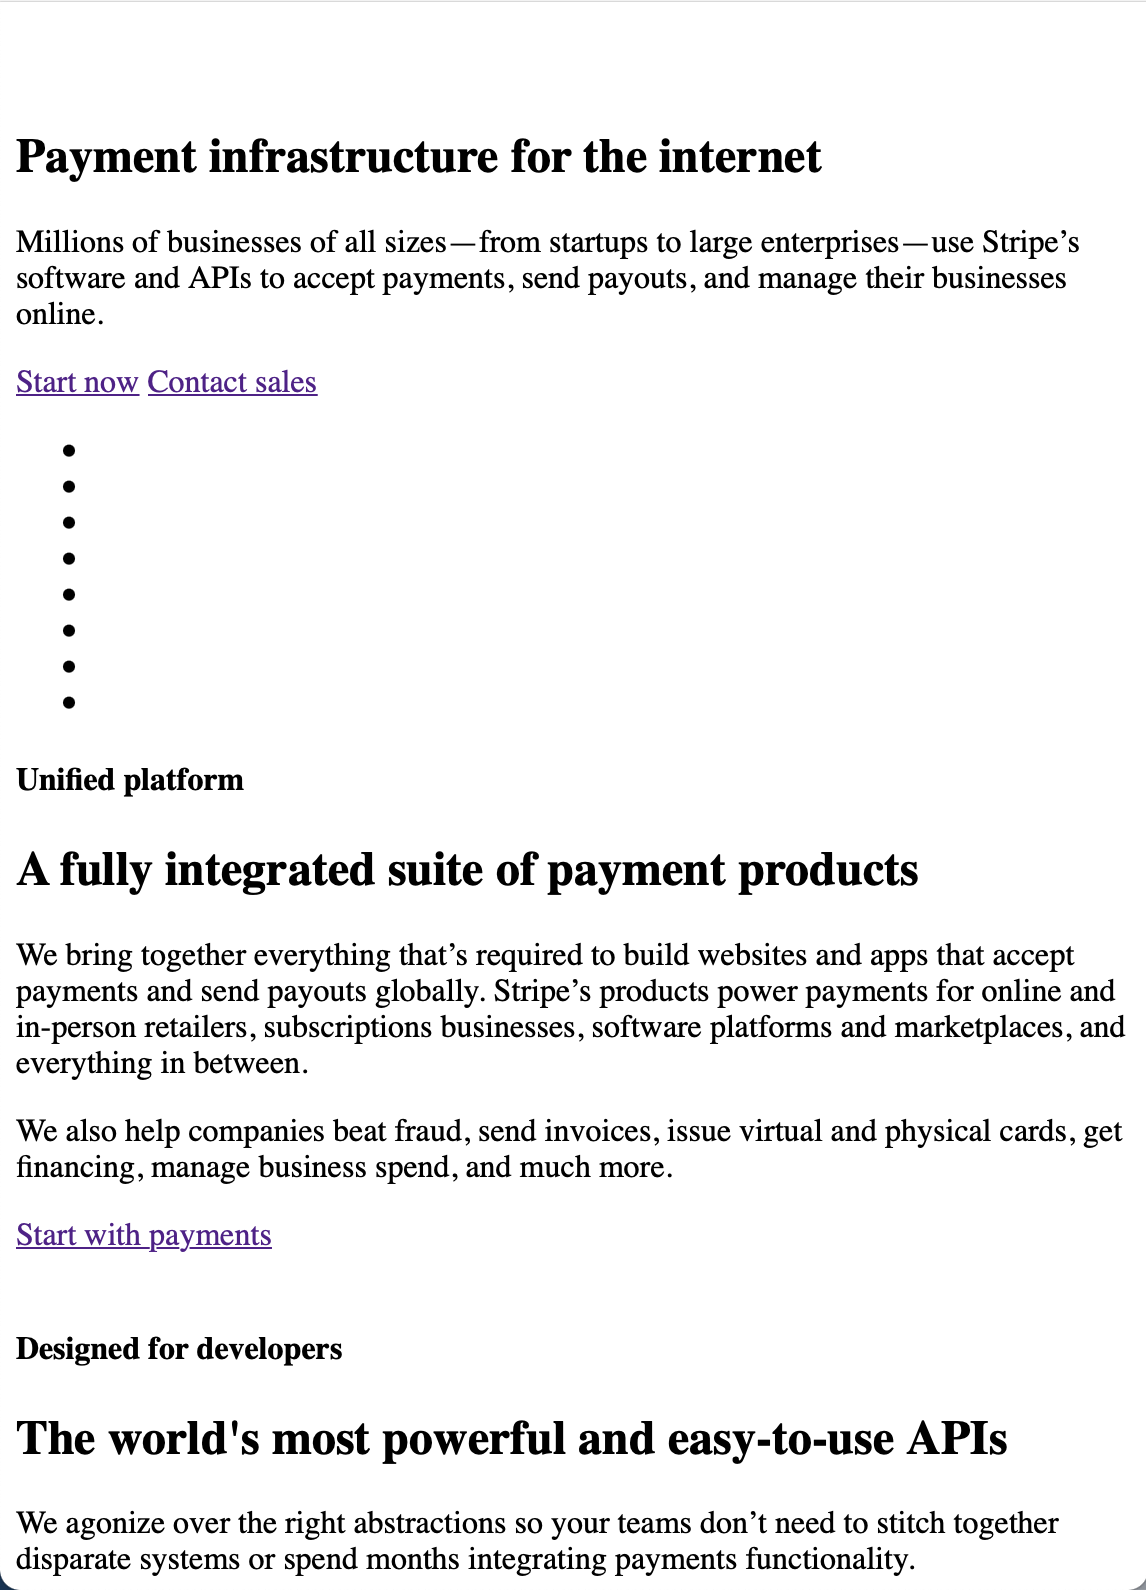 Payment infrastructure for the internet
Millions of businesses of all sizes—from startups to large enterprises—use Stripe’s
software and APIs to accept payments, send payouts, and manage their businesses
online.
Start now Contact sales
Unified platform
A fully integrated suite of payment products
We bring together everything that’s required to build websites and apps that accept
payments and send payouts globally. Stripe’s products power payments for online and
in-person retailers, subscriptions businesses, software platforms and marketplaces, and
everything in between.
We also help companies beat fraud, send invoices, issue virtual and physical cards, get
financing, manage business spend, and much more.
Start with payments
Designed for developers
The world's most powerful and easy-to-use APIs
We agonize over the right abstractions so your teams don’t need to stitch together
disparate systems or spend months integrating payments functionality.